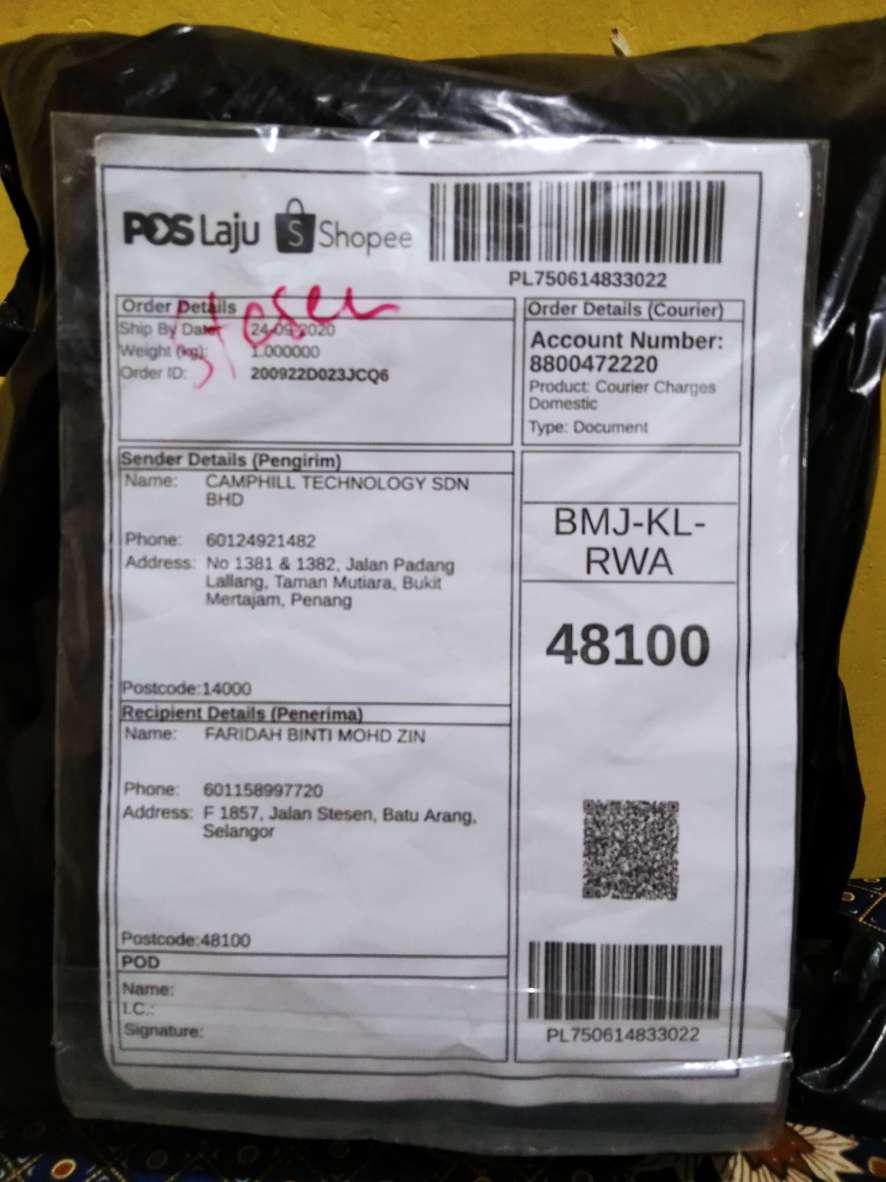 POS Laju Shopee
PL750614833022
Stesen
Order Details
Ship By Date: 24-09-2020
Weight (kg): 1.000000
Order ID: 200922D023JCQ6
Order Details (Courier)
Account Number:
8800472220
Product: Courier Charges
Domestic
Type: Document
Sender Details (Pengirim)
Name: CAMPHILL TECHNOLOGY SDN
BHD
Phone: 60124921482
Address: No 1381 & 1382, Jalan Padang
Lallang, Taman Mutiara, Bukit
Mertajam, Penang
Postcode:14000
BMJ-KL-
RWA
48100
Recipient Details (Penerima)
Name: FARIDAH BINTI MOHD ZIN
Phone: 601158997720
Address: F 1857, Jalan Stesen, Batu Arang,
Selangor
Postcode:48100
POD
Name:
I.C.:
Signature:
PL750614833022